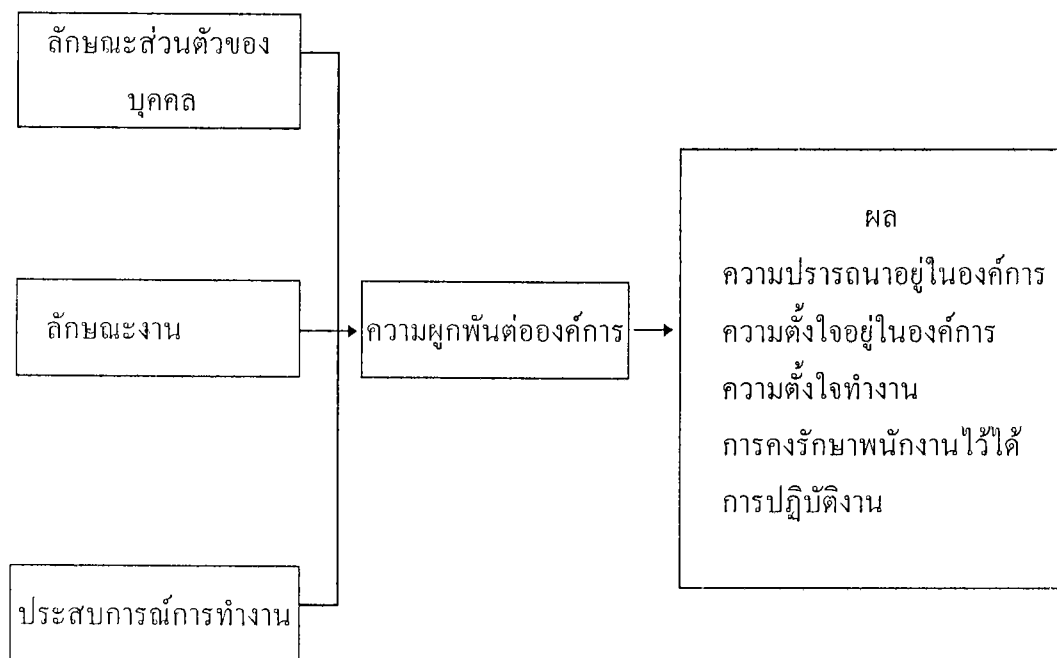 ลักษณะส่วนตัวของ
บุคคล
ลักษณะงาน
ประสบการณ์การทำงาน
ความผูกพันต่อองค์การ
ผล
ความปรารถนาอยู่ในองค์การ
ความตั้งใจอยู่ในองค์การ
ความตั้งใจทำงาน
การคงรักษาพนักงานไว้ได้
การปฏิบัติงาน